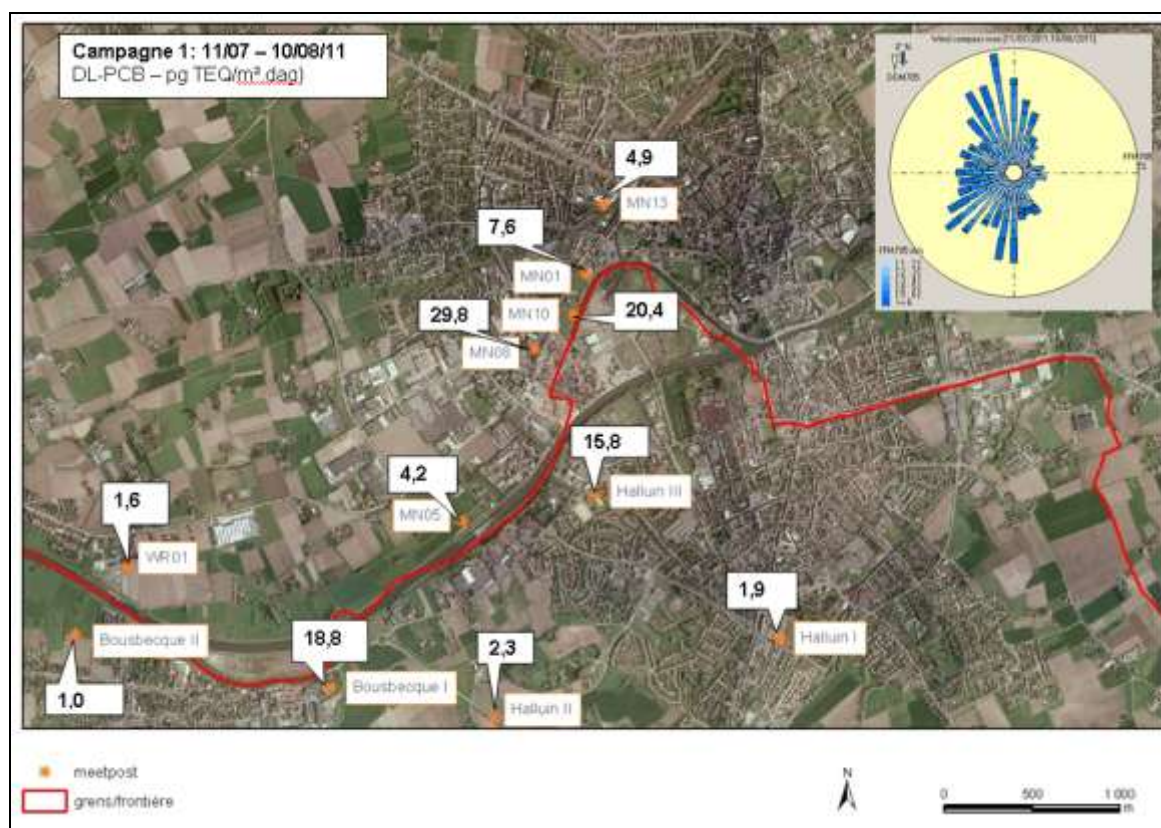 Campagne 1: 11/07 – 10/08/11
DL-PCB – pg TEQ/m².dag)
4,9
MN13
7,6
MN01
MN10
20,4
29,8
MN08
15,8
Halluin III
4,2
MN05
1,6
WR01
1,9
Halluin I
Bousbecque II
18,8
2,3
Bousbecque I
1,0
Halluin II
meetpost
grens/frontière
N
0 500 1 000
m